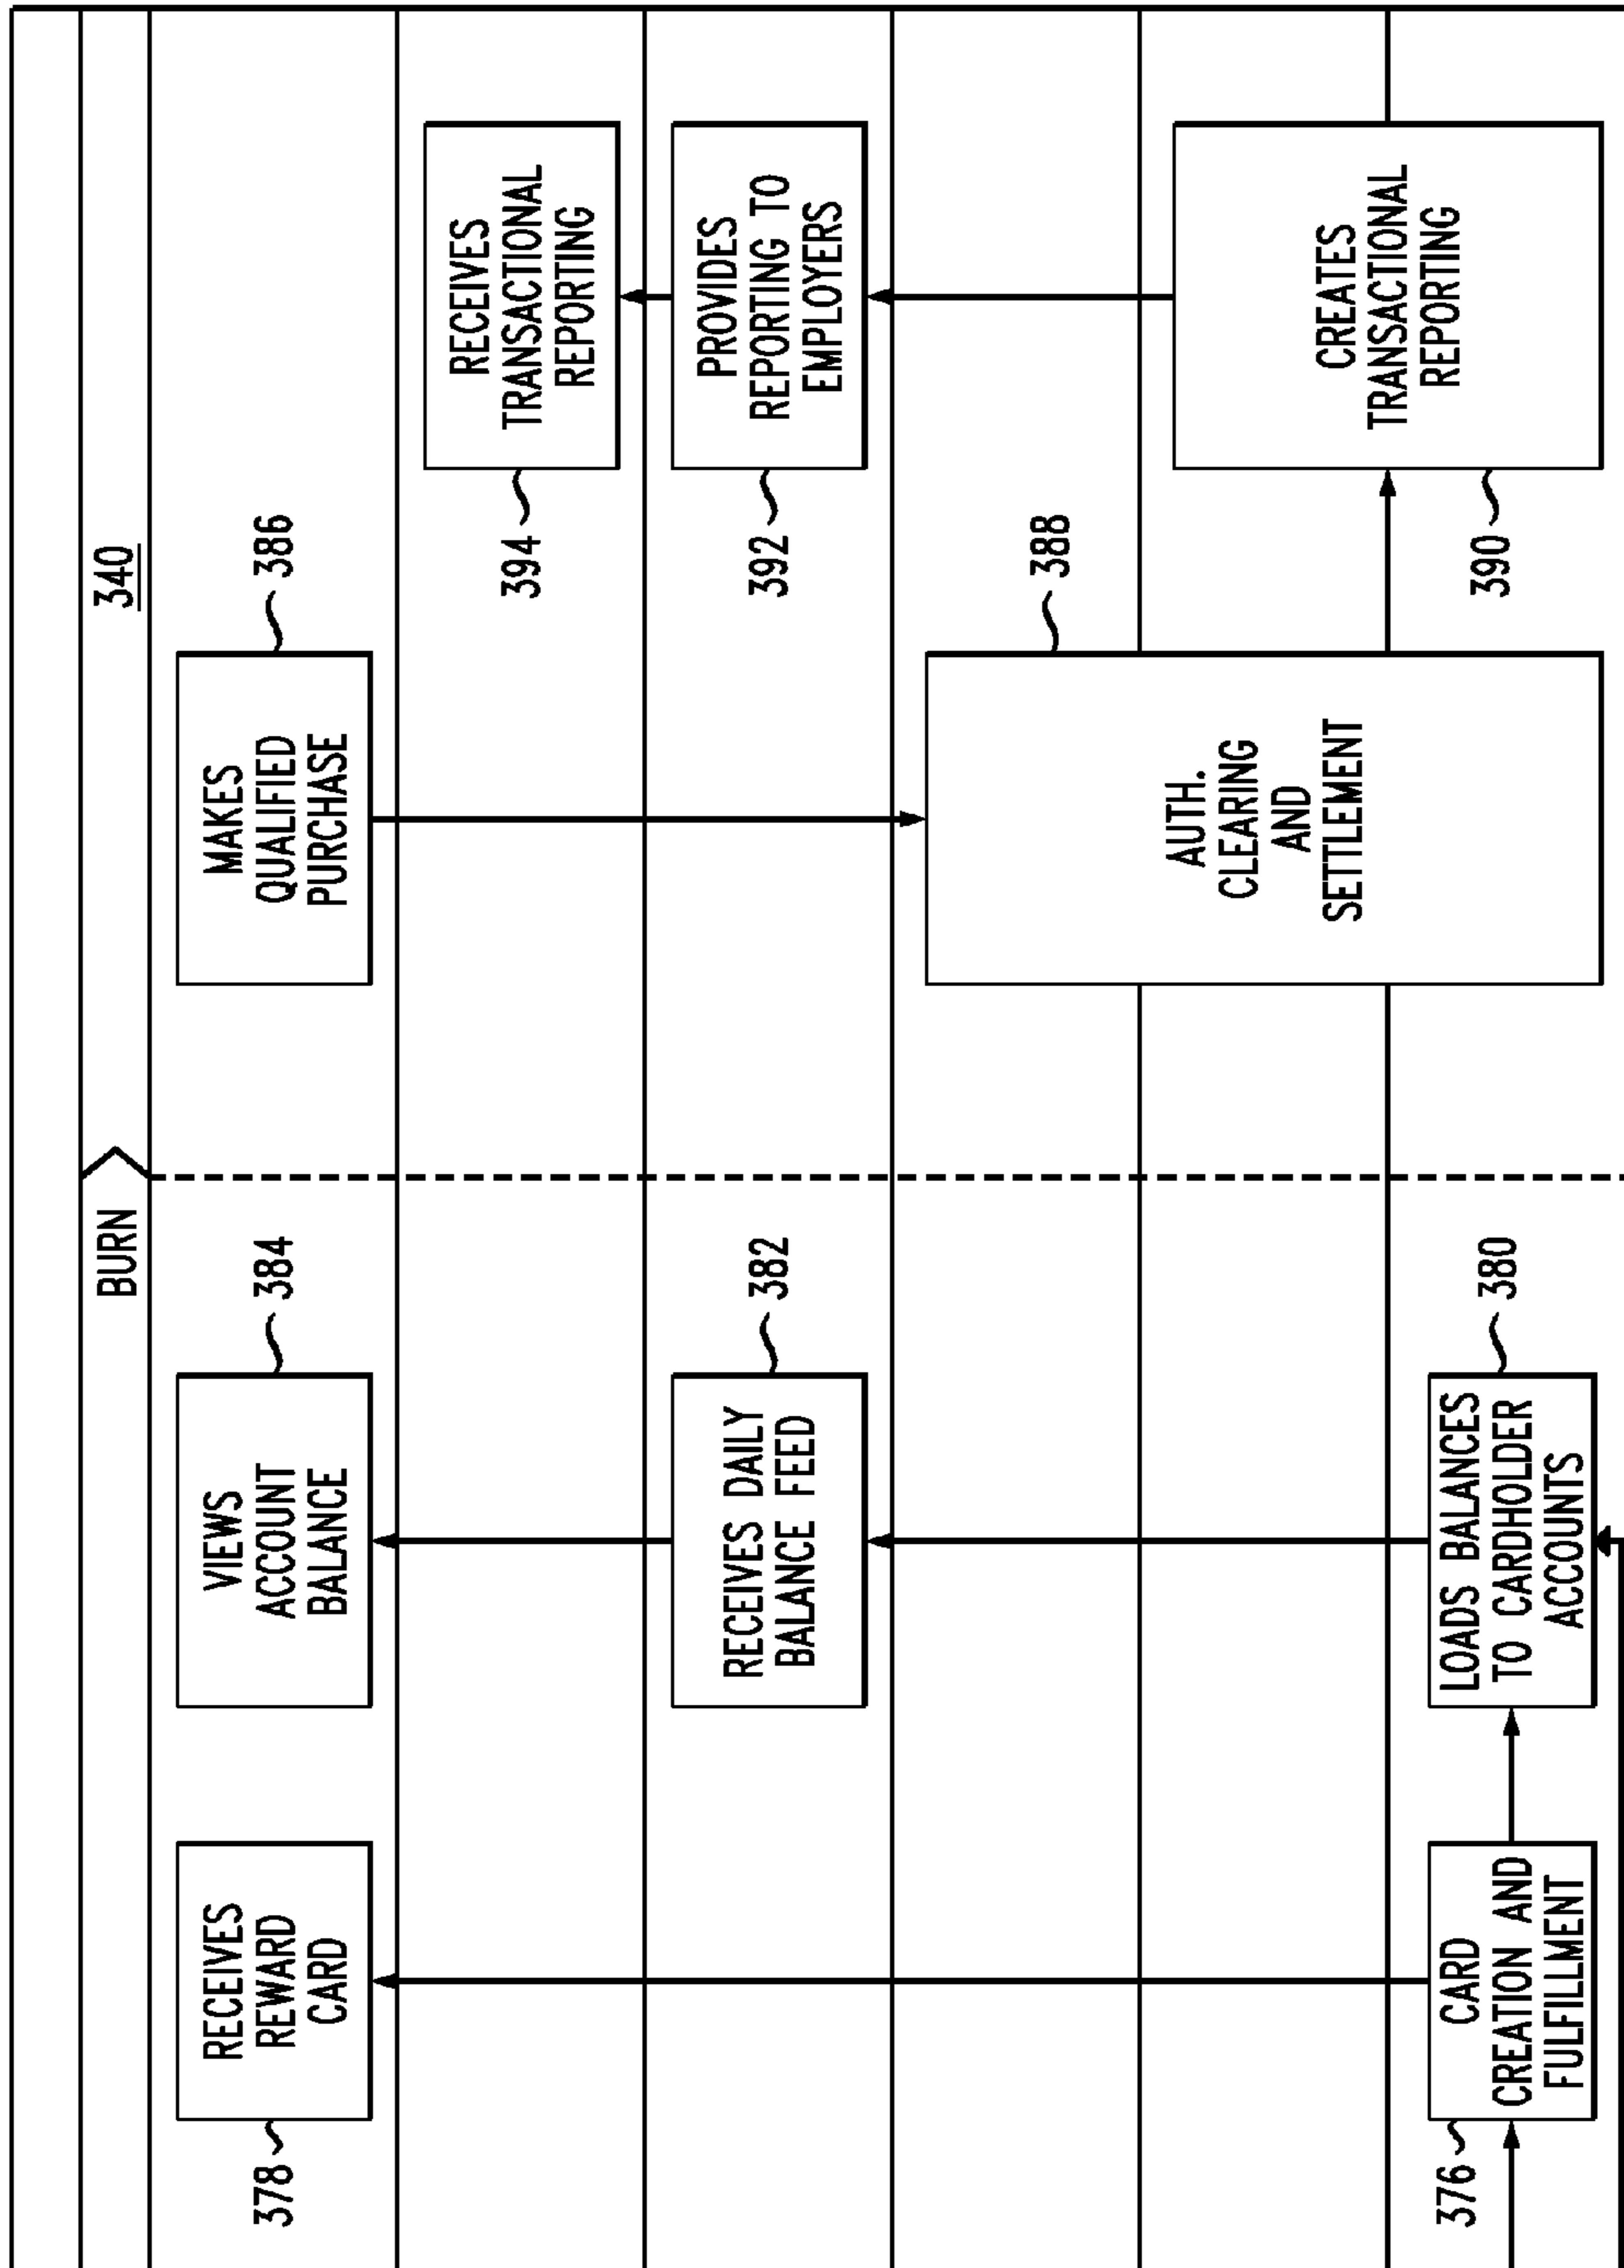 BURN
340
RECEIVES
REWARD
CARD
378
VIEWS
ACCOUNT
BALANCE
384
MAKES
QUALIFIED
PURCHASE
386
RECEIVES
TRANSACTIONAL
REPORTING
394
RECEIVES DAILY
BALANCE FEED
382
PROVIDES
REPORTING TO
EMPLOYERS
392
AUTH.
CLEARING
AND
SETTLEMENT
388
CREATES
TRANSACTIONAL
REPORTING
390
CARD
CREATION AND
FULFILLMENT
376
LOADS BALANCES
TO CARDHOLDER
ACCOUNTS
380